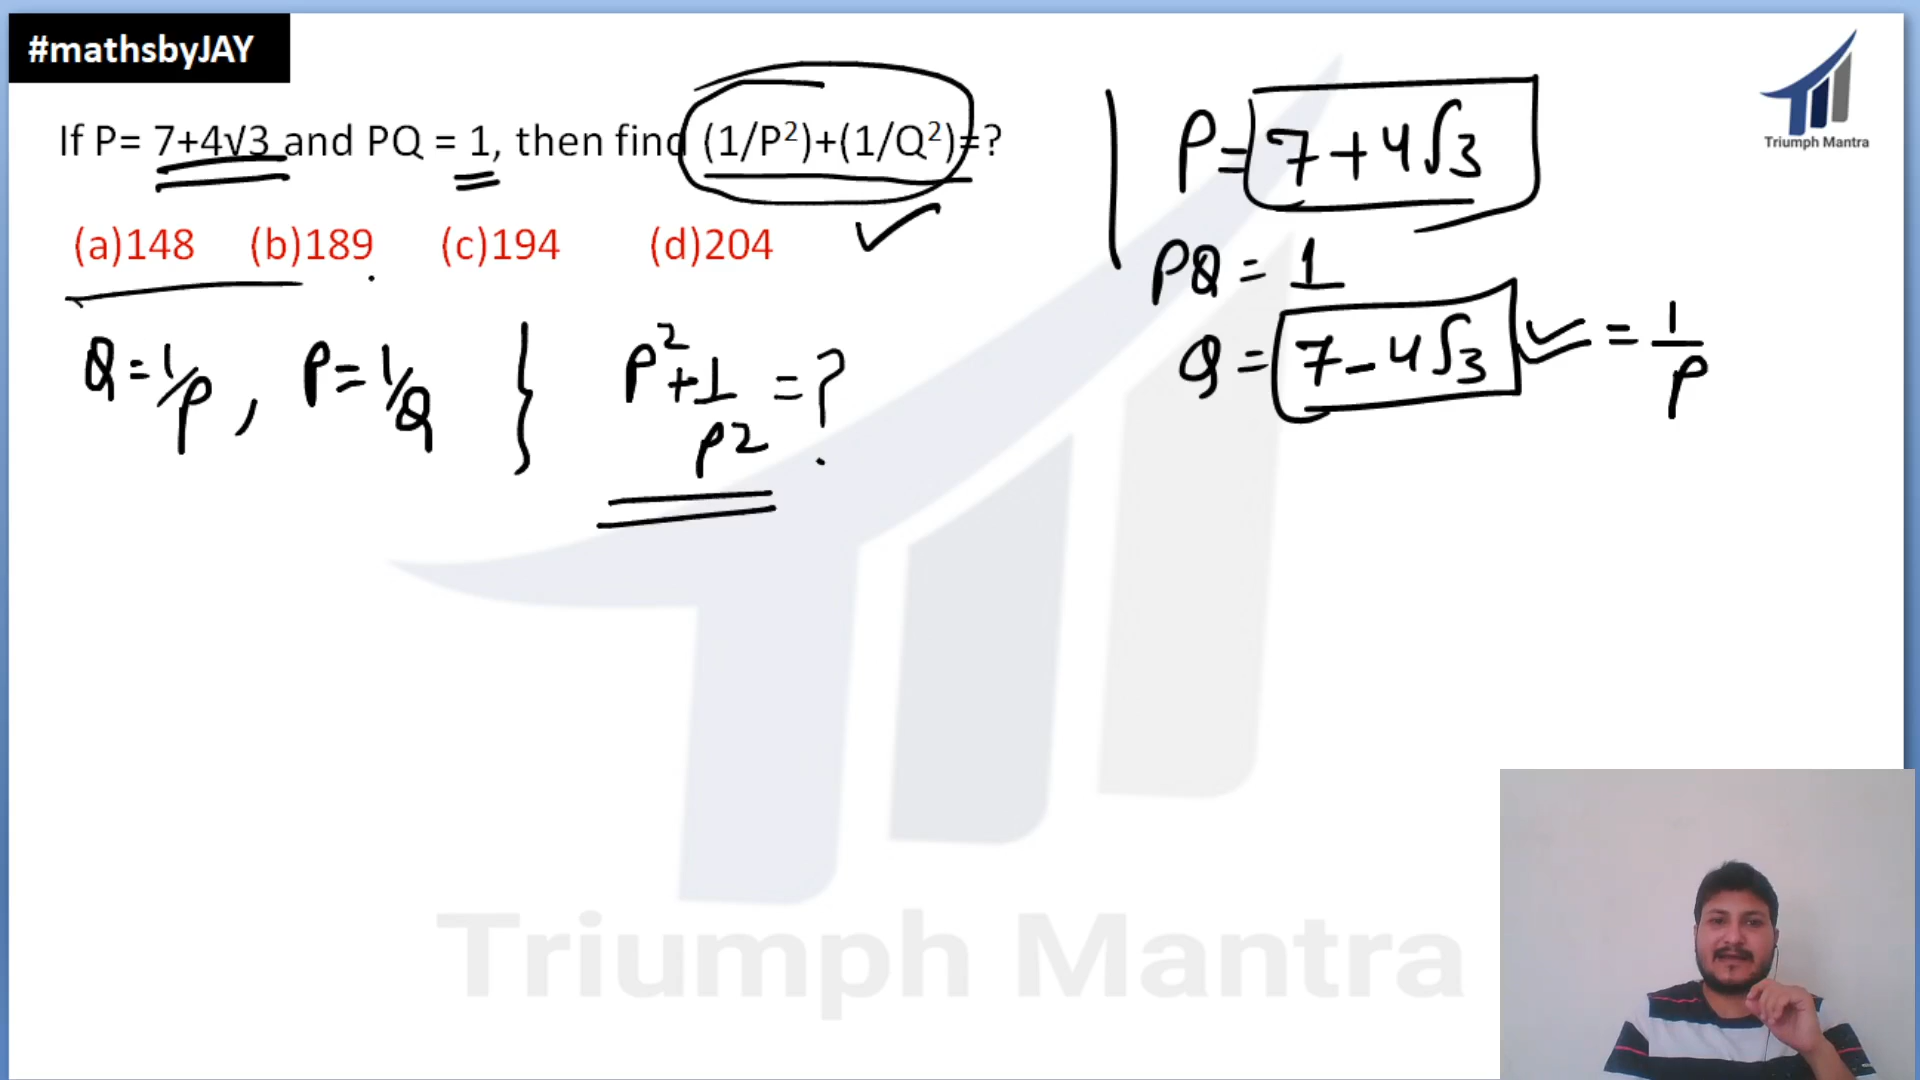 #mathsbyJAY
Triumph Mantra
If P= 7+4√3 and PQ = 1, then find (1/P²)+(1/Q²)=?
(a)148 (b)189 (c)194 (d)204
P = 7+4√3
PQ = 1
Q = 7-4√3 = 1/P
Q = 1/P , P = 1/Q } P² + 1/P² = ?
Triumph Mantra